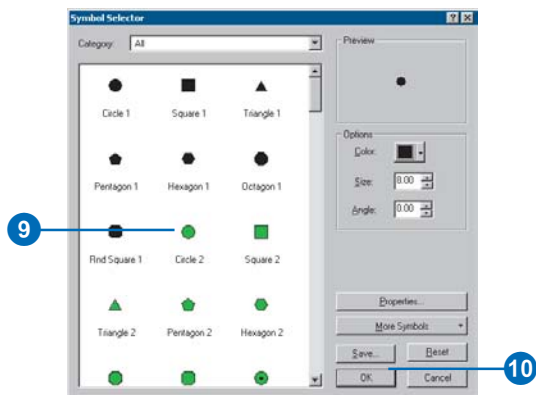 Symbol Selector
Category: All
Preview
Circle 1 Square 1 Triangle 1
Options
Color:
Pentagon 1 Hexagon 1 Octagon 1
Size: 8.00
Angle: 0.00
9
Rnd Square 1 Circle 2 Square 2
Properties...
Triangle 2 Pentagon 2 Hexagon 2
More Symbols
Save... Reset
10
OK Cancel